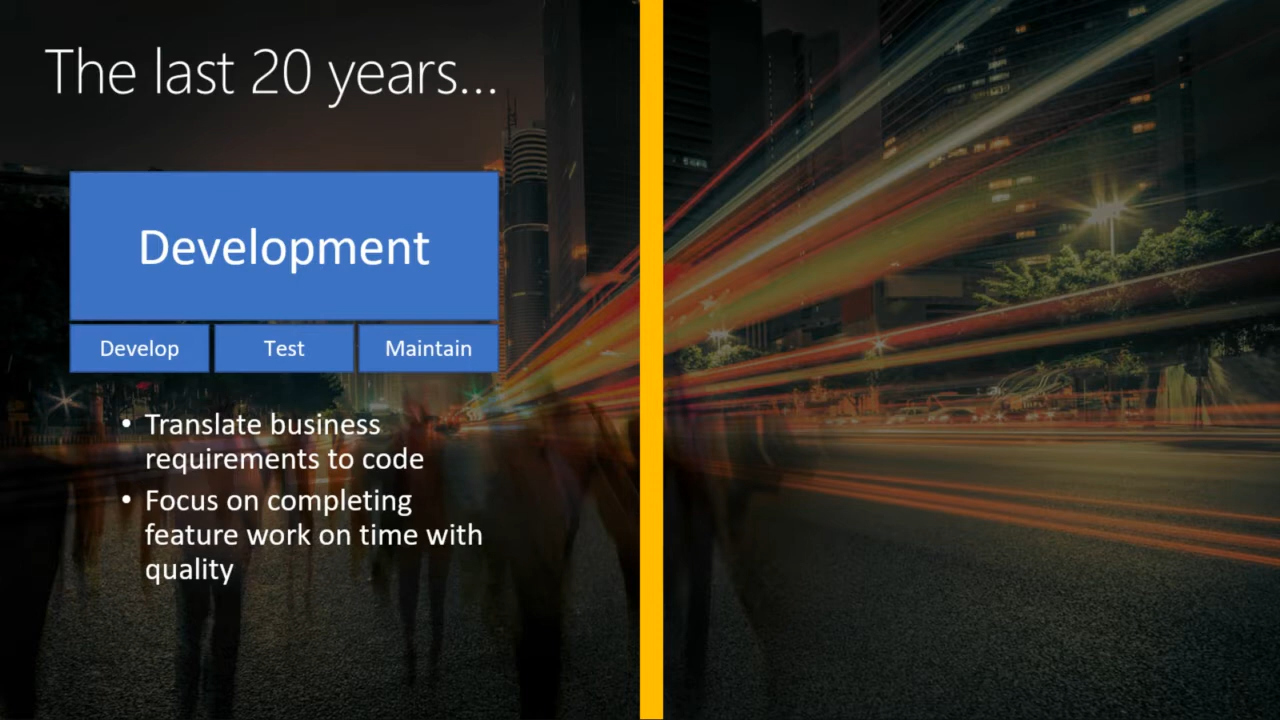 The last 20 years...
Development
Develop
Test
Maintain
• Translate business
requirements to code
• Focus on completing
feature work on time with
quality